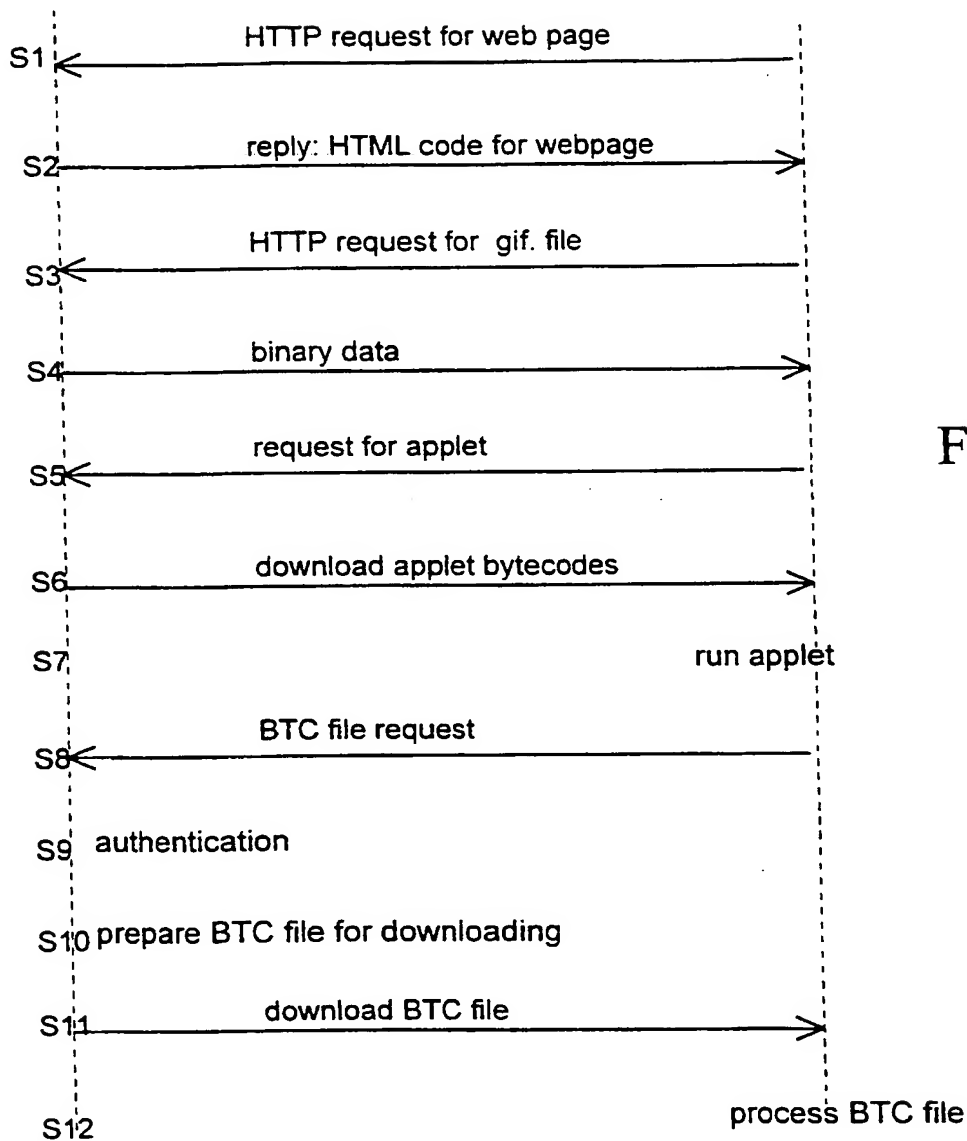 HTTP request for web page
S1
reply: HTML code for webpage
S2
HTTP request for gif. file
S3
binary data
S4
request for applet
S5
F
download applet bytecodes
S6
S7 run applet
BTC file request
S8
S9 authentication
S10 prepare BTC file for downloading
download BTC file
S11
process BTC file
S12